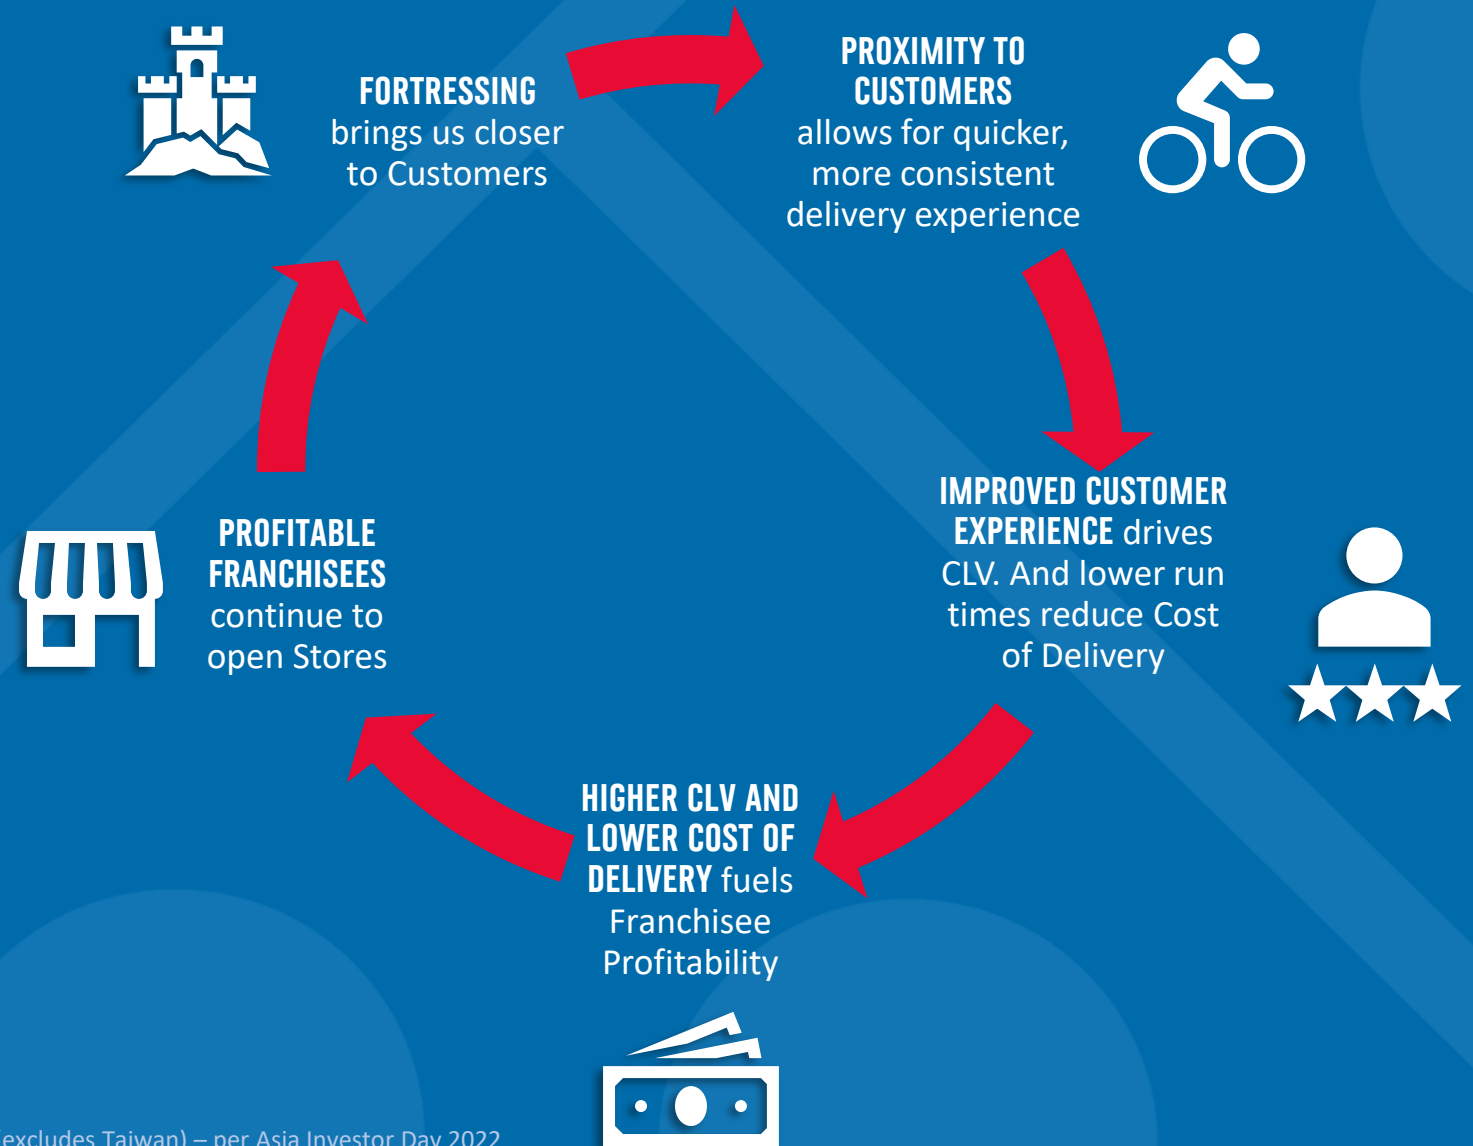 FORTRESSING
brings us closer
to Customers
PROXIMITY TO
CUSTOMERS
allows for quicker,
more consistent
delivery experience
IMPROVED CUSTOMER
EXPERIENCE drives
CLV. And lower run
times reduce Cost
of Delivery
HIGHER CLV AND
LOWER COST OF
DELIVERY fuels
Franchisee
Profitability
PROFITABLE
FRANCHISEES
continue to
open Stores
(excludes Taiwan) – per Asia Investor Day 2022